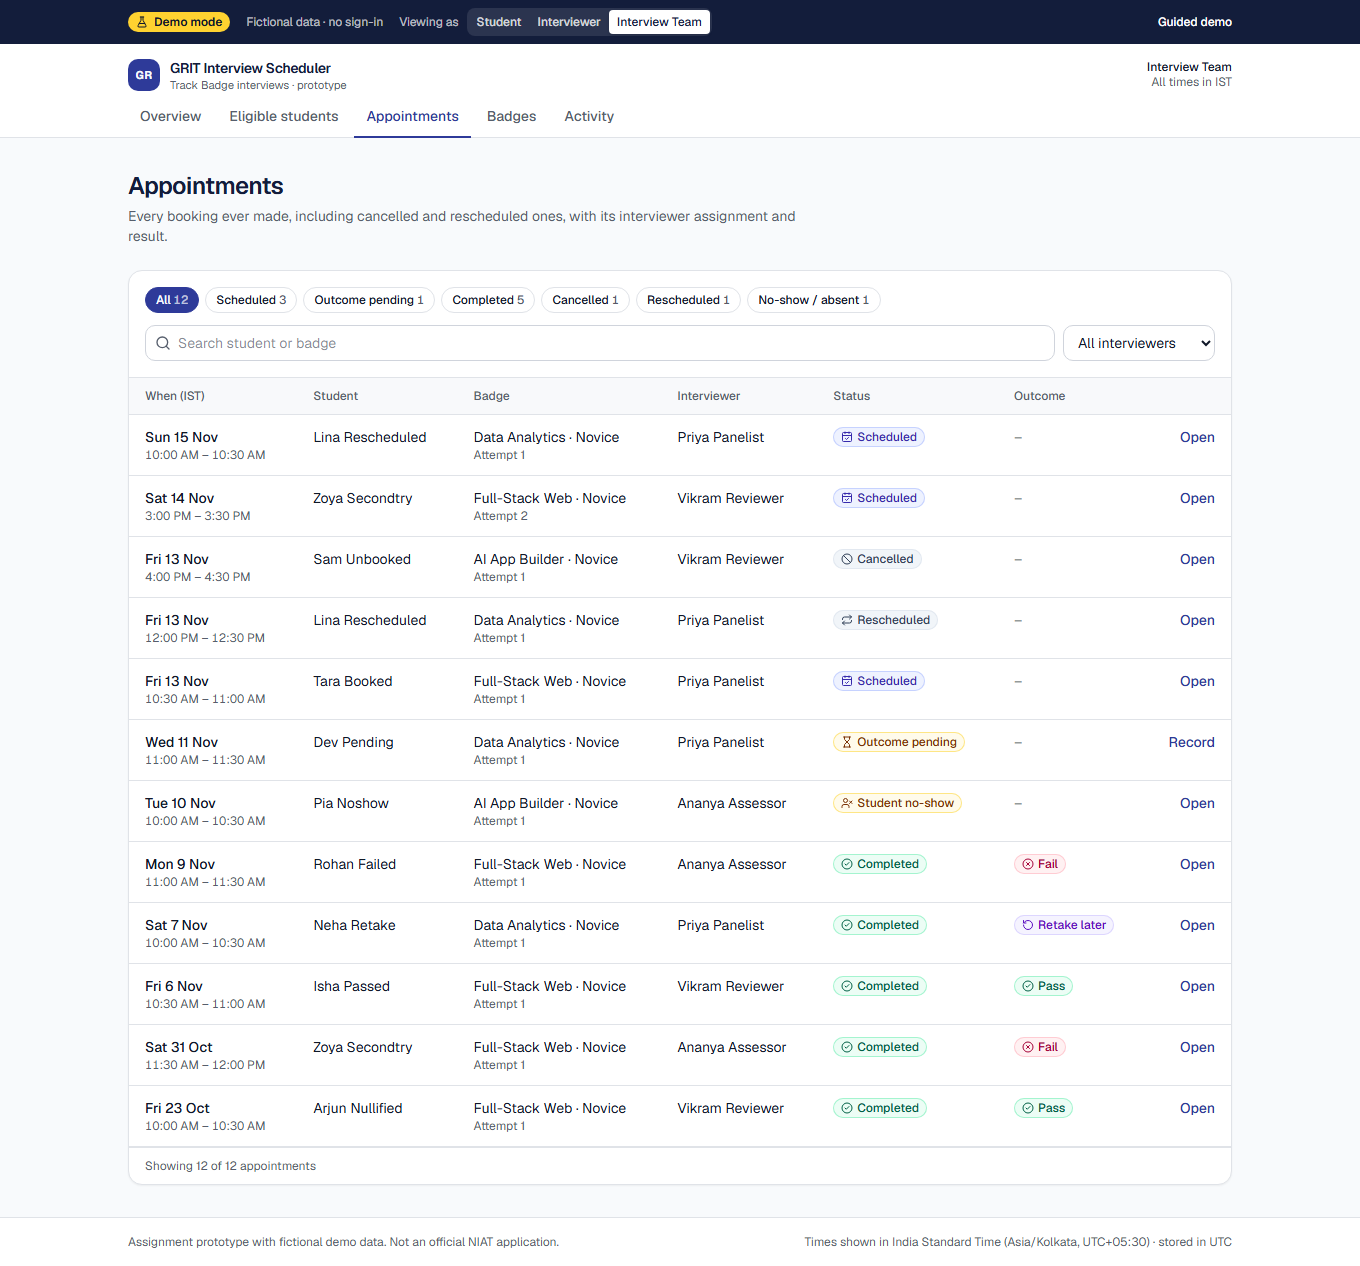 Demo mode Fictional data · no sign-in Viewing as Student Interviewer Interview Team Guided demo
GR GRIT Interview Scheduler
Track Badge interviews · prototype
Interview Team
All times in IST
Overview Eligible students Appointments Badges Activity
Appointments
Every booking ever made, including cancelled and rescheduled ones, with its interviewer assignment and
result.
All 12 Scheduled 3 Outcome pending 1 Completed 5 Cancelled 1 Rescheduled 1 No-show / absent 1
Search student or badge All interviewers
When (IST) Student Badge Interviewer Status Outcome
Sun 15 Nov Lina Rescheduled Data Analytics · Novice Priya Panelist Scheduled – Open
10:00 AM – 10:30 AM Attempt 1
Sat 14 Nov Zoya Secondtry Full-Stack Web · Novice Vikram Reviewer Scheduled – Open
3:00 PM – 3:30 PM Attempt 2
Fri 13 Nov Sam Unbooked AI App Builder · Novice Vikram Reviewer Cancelled – Open
4:00 PM – 4:30 PM Attempt 1
Fri 13 Nov Lina Rescheduled Data Analytics · Novice Priya Panelist Rescheduled – Open
12:00 PM – 12:30 PM Attempt 1
Fri 13 Nov Tara Booked Full-Stack Web · Novice Priya Panelist Scheduled – Open
10:30 AM – 11:00 AM Attempt 1
Wed 11 Nov Dev Pending Data Analytics · Novice Priya Panelist Outcome pending – Record
11:00 AM – 11:30 AM Attempt 1
Tue 10 Nov Pia Noshow AI App Builder · Novice Ananya Assessor Student no-show – Open
10:00 AM – 10:30 AM Attempt 1
Mon 9 Nov Rohan Failed Full-Stack Web · Novice Ananya Assessor Completed Fail Open
11:00 AM – 11:30 AM Attempt 1
Sat 7 Nov Neha Retake Data Analytics · Novice Priya Panelist Completed Retake later Open
10:00 AM – 10:30 AM Attempt 1
Fri 6 Nov Isha Passed Full-Stack Web · Novice Vikram Reviewer Completed Pass Open
10:30 AM – 11:00 AM Attempt 1
Sat 31 Oct Zoya Secondtry Full-Stack Web · Novice Ananya Assessor Completed Fail Open
11:30 AM – 12:00 PM Attempt 1
Fri 23 Oct Arjun Nullified Full-Stack Web · Novice Vikram Reviewer Completed Pass Open
10:00 AM – 10:30 AM Attempt 1
Showing 12 of 12 appointments
Assignment prototype with fictional demo data. Not an official NIAT application. Times shown in India Standard Time (Asia/Kolkata, UTC+05:30) · stored in UTC